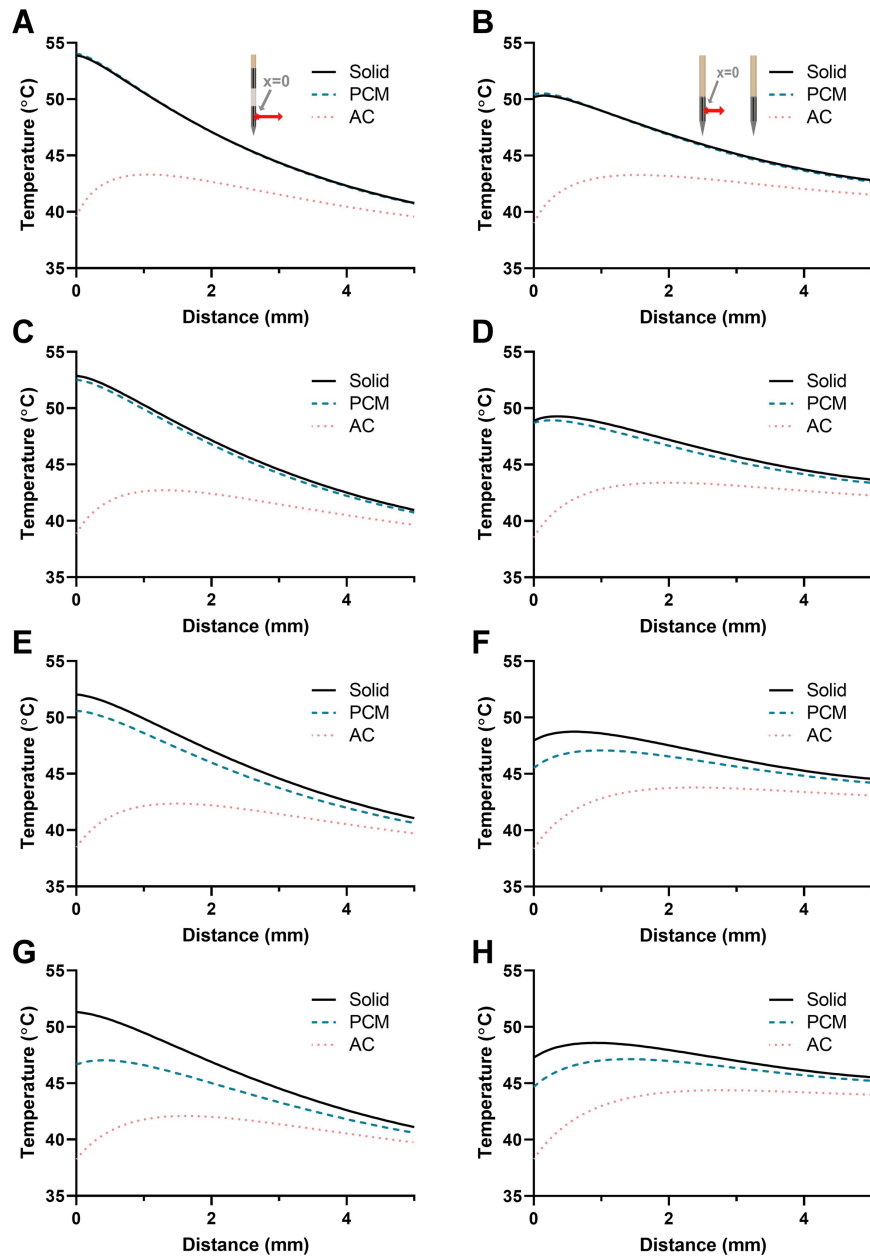 A
B
55
50
45
40
35
Temperature (°C)
x=0
Solid
PCM
AC
0
2
4
Distance (mm)
55
50
45
40
35
Temperature (°C)
x=0
Solid
PCM
AC
0
2
4
Distance (mm)
C
D
55
50
45
40
35
Temperature (°C)
Solid
PCM
AC
0
2
4
Distance (mm)
55
50
45
40
35
Temperature (°C)
Solid
PCM
AC
0
2
4
Distance (mm)
E
F
55
50
45
40
35
Temperature (°C)
Solid
PCM
AC
0
2
4
Distance (mm)
55
50
45
40
35
Temperature (°C)
Solid
PCM
AC
0
2
4
Distance (mm)
G
H
55
50
45
40
35
Temperature (°C)
Solid
PCM
AC
0
2
4
Distance (mm)
55
50
45
40
35
Temperature (°C)
Solid
PCM
AC
0
2
4
Distance (mm)